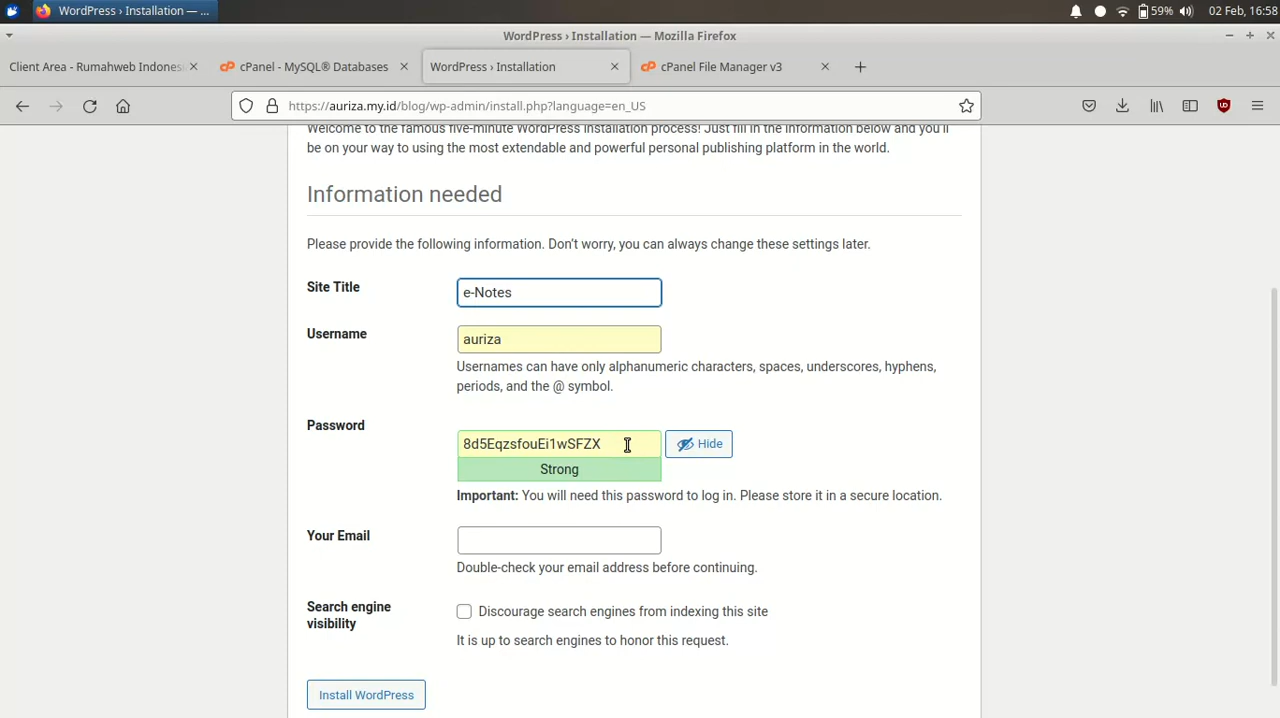 WordPress › Installation — ...
59%
02 Feb, 16:58
WordPress › Installation — Mozilla Firefox
Client Area - Rumahweb Indones
cPanel - MySQL® Databases
WordPress › Installation
cPanel File Manager v3
https://auriza.my.id/blog/wp-admin/install.php?language=en_US
Welcome to the famous five-minute WordPress installation process! Just fill in the information below and you'll
be on your way to using the most extendable and powerful personal publishing platform in the world.
Information needed
Please provide the following information. Don't worry, you can always change these settings later.
Site Title
e-Notes
Username
auriza
Usernames can have only alphanumeric characters, spaces, underscores, hyphens,
periods, and the @ symbol.
Password
8d5EqzsfouEi1wSFZX
Hide
Strong
Important: You will need this password to log in. Please store it in a secure location.
Your Email
Double-check your email address before continuing.
Search engine
visibility
Discourage search engines from indexing this site
It is up to search engines to honor this request.
Install WordPress